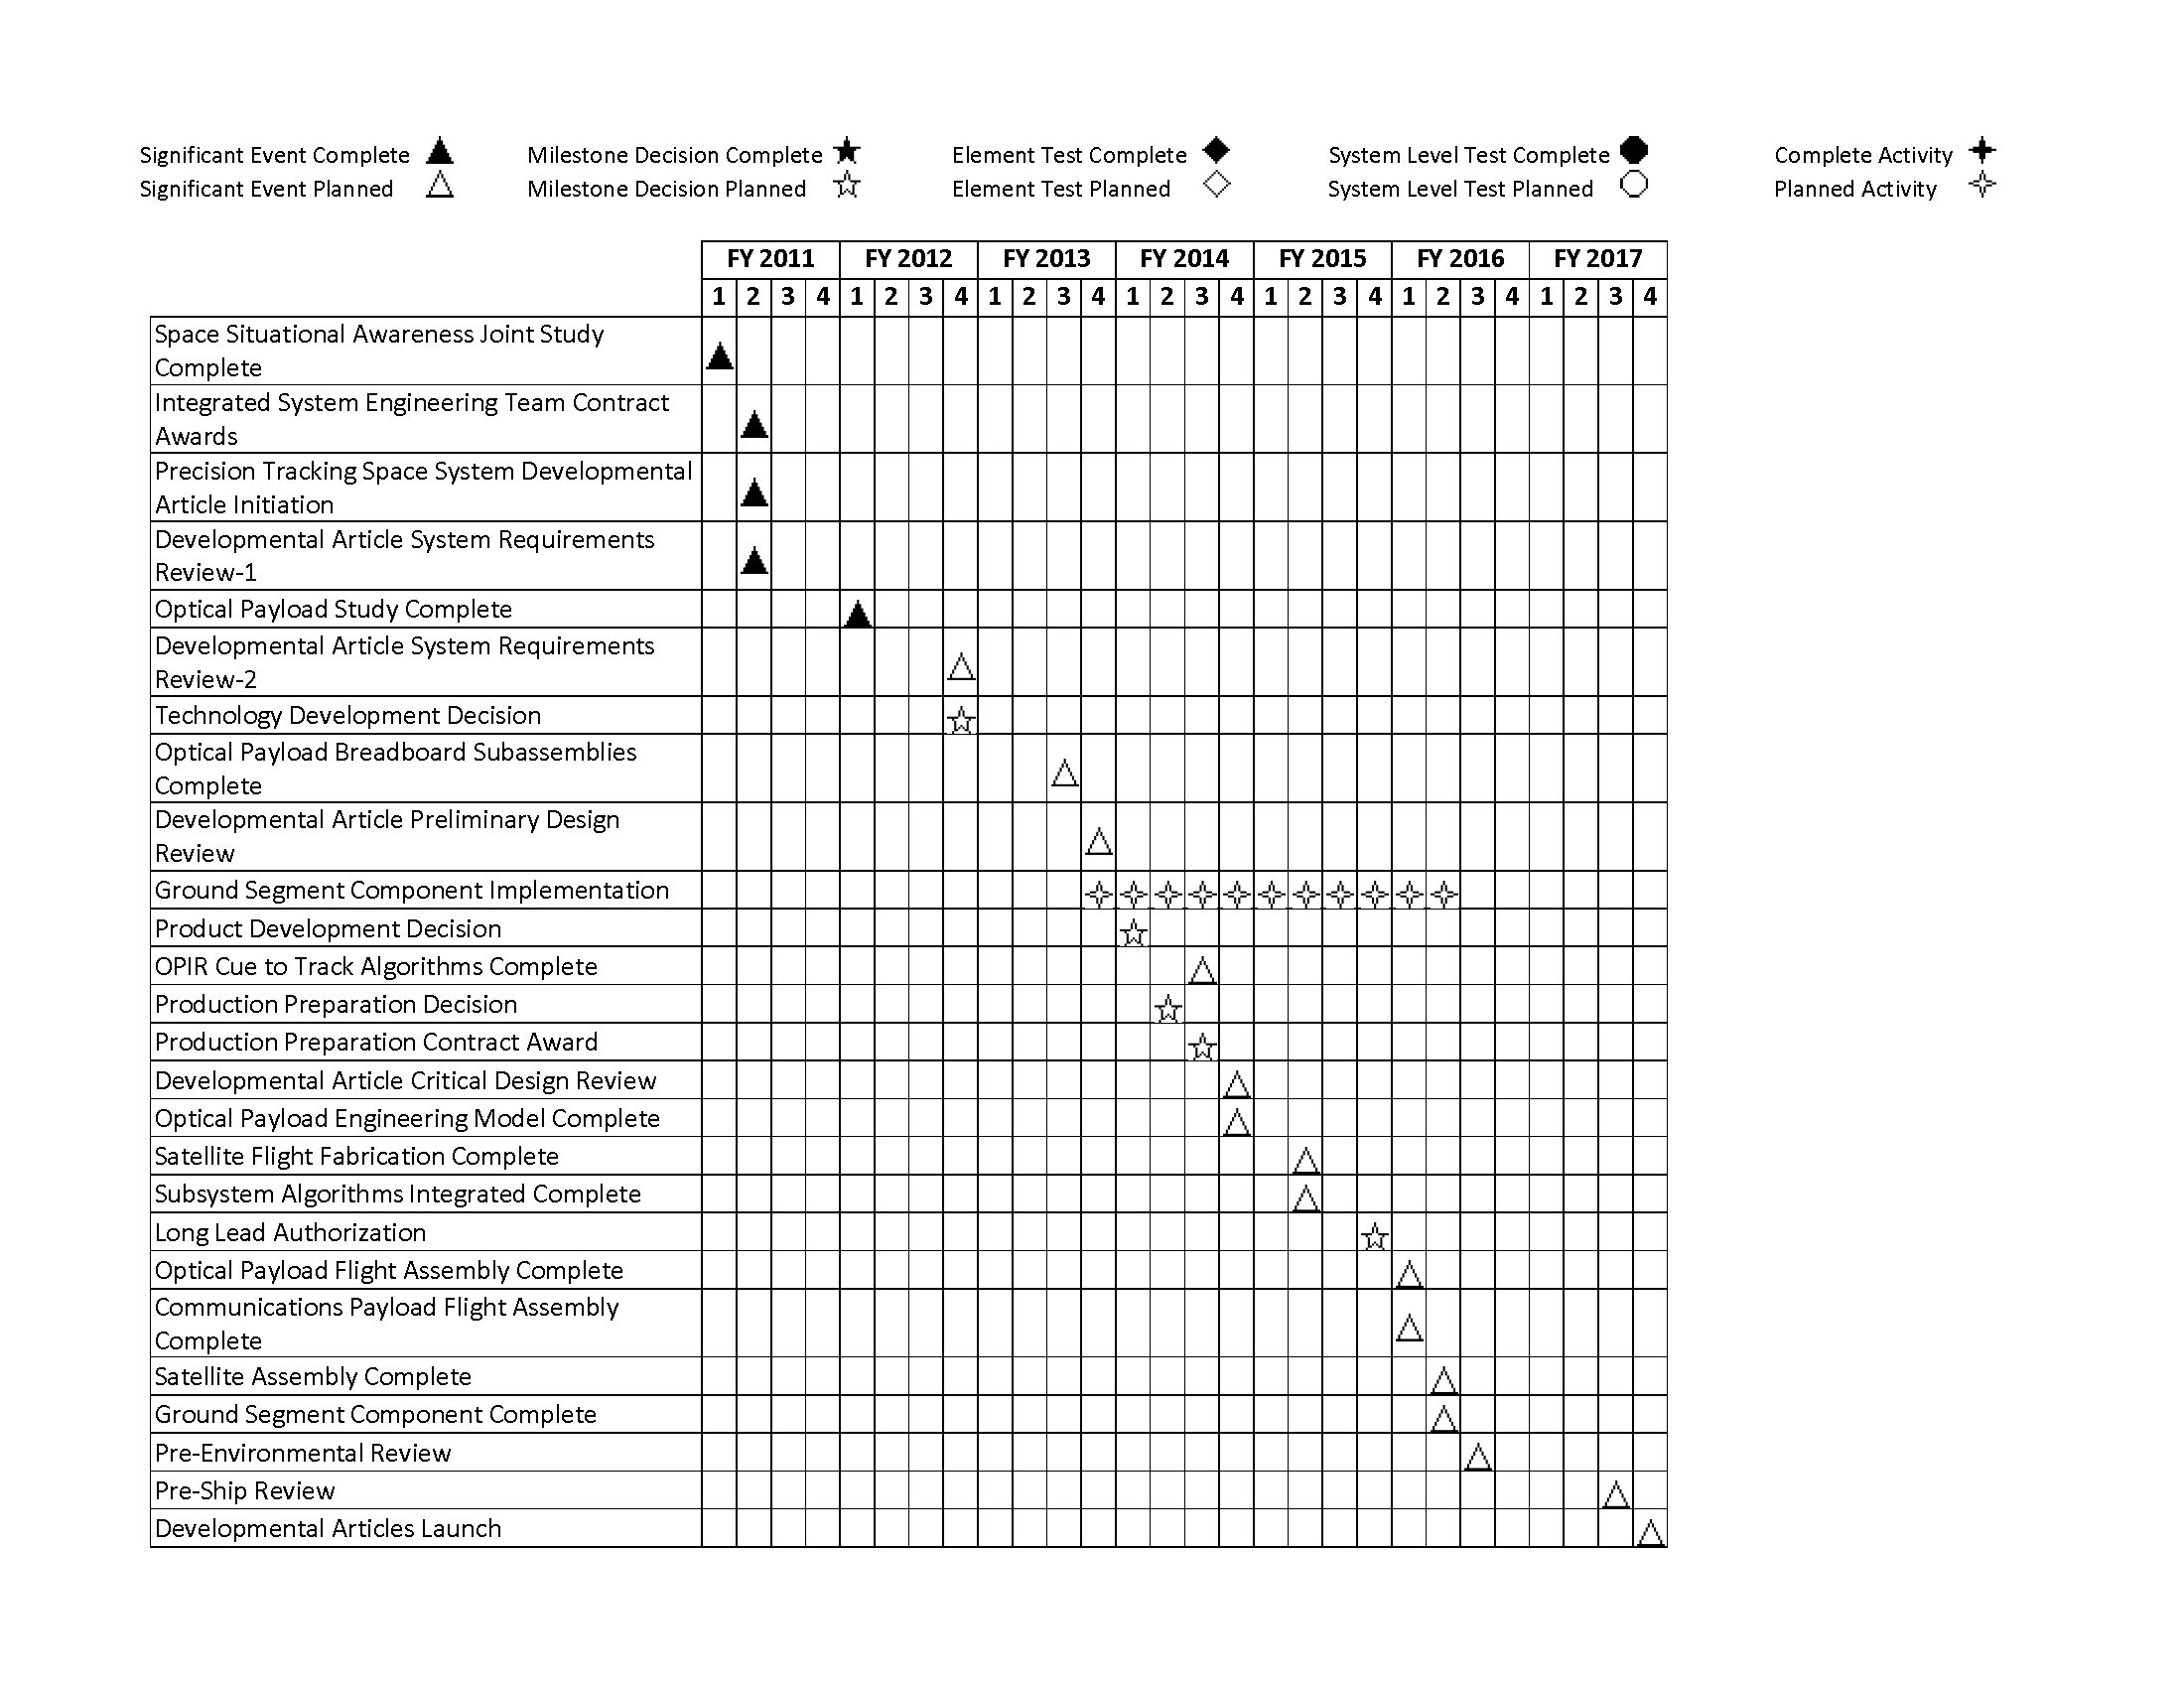 Significant Event Complete Milestone Decision Complete Element Test Complete System Level Test Complete Complete Activity
Significant Event Planned Milestone Decision Planned Element Test Planned System Level Test Planned Planned Activity
FY 2011 FY 2012 FY 2013 FY 2014 FY 2015 FY 2016 FY 2017
1 2 3 4 1 2 3 4 1 2 3 4 1 2 3 4 1 2 3 4 1 2 3 4 1 2 3 4
Space Situational Awareness Joint Study
Complete
Integrated System Engineering Team Contract
Awards
Precision Tracking Space System Developmental
Article Initiation
Developmental Article System Requirements
Review-1
Optical Payload Study Complete
Developmental Article System Requirements
Review-2
Technology Development Decision
Optical Payload Breadboard Subassemblies
Complete
Developmental Article Preliminary Design
Review
Ground Segment Component Implementation
Product Development Decision
OPIR Cue to Track Algorithms Complete
Production Preparation Decision
Production Preparation Contract Award
Developmental Article Critical Design Review
Optical Payload Engineering Model Complete
Satellite Flight Fabrication Complete
Subsystem Algorithms Integrated Complete
Long Lead Authorization
Optical Payload Flight Assembly Complete
Communications Payload Flight Assembly
Complete
Satellite Assembly Complete
Ground Segment Component Complete
Pre-Environmental Review
Pre-Ship Review
Developmental Articles Launch